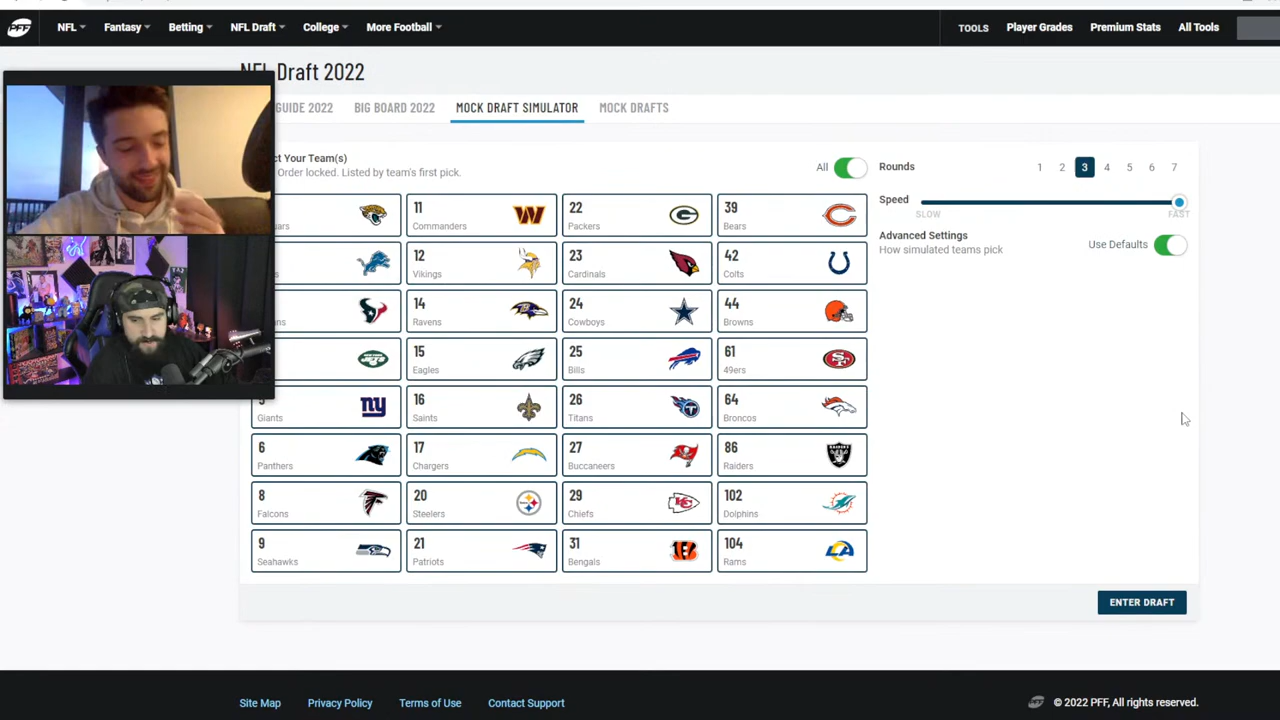 PFF NFL Fantasy Betting NFL Draft College More Football TOOLS Player Grades Premium Stats All Tools
Draft 2022
GUIDE 2022 BIG BOARD 2022 MOCK DRAFT SIMULATOR MOCK DRAFTS
Your Team(s)
Order locked. Listed by team's first pick.
All
Rounds 1 2 3 4 5 6 7
Speed
SLOW FAST
Advanced Settings
How simulated teams pick
Use Defaults
11 22 39
Commanders Packers Bears
12 23 42
Vikings Cardinals Colts
14 24 44
Ravens Cowboys Browns
15 25 61
Eagles Bills 49ers
16 26 64
Giants Saints Titans Broncos
6 17 27 86
Panthers Chargers Buccaneers Raiders
8 20 29 102
Falcons Steelers Chiefs Dolphins
9 21 31 104
Seahawks Patriots Bengals Rams
ENTER DRAFT
Site Map Privacy Policy Terms of Use Contact Support © 2022 PFF, All rights reserved.